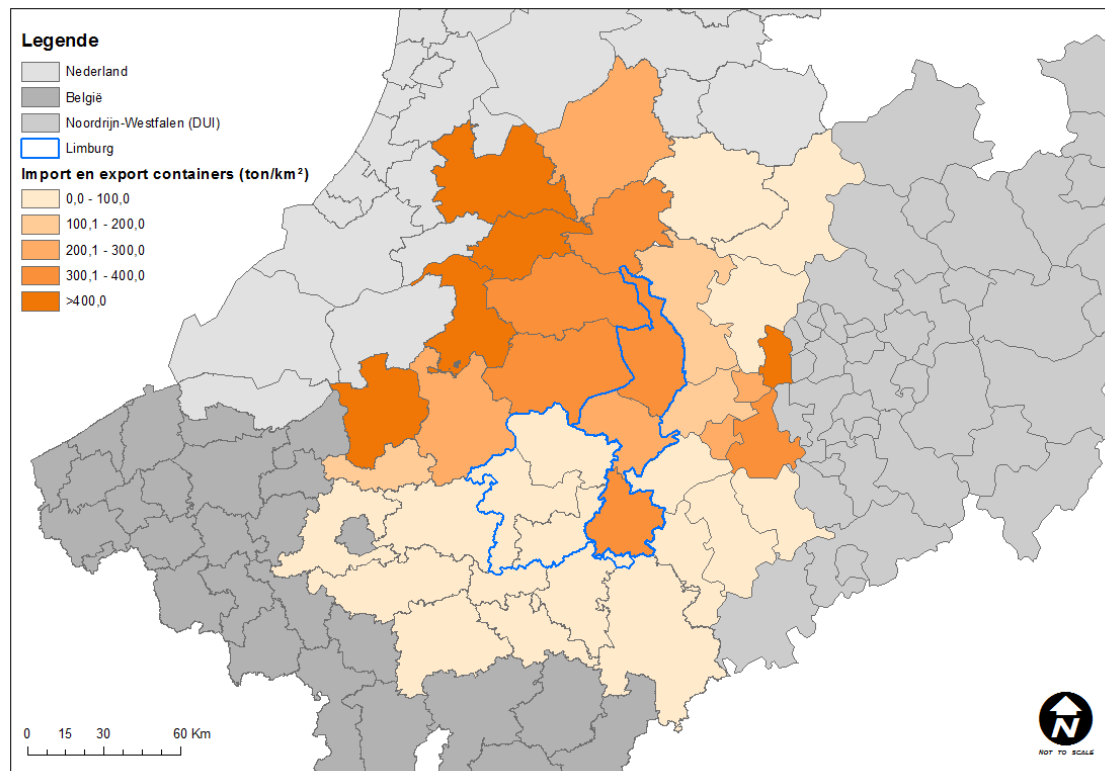 Legende
Nederland
België
Noordrijn-Westfalen (DUI)
Limburg
Import en export containers (ton/km²)
0,0 - 100,0
100,1 - 200,0
200,1 - 300,0
300,1 - 400,0
>400,0
0 15 30 60 Km
N
NOT TO SCALE